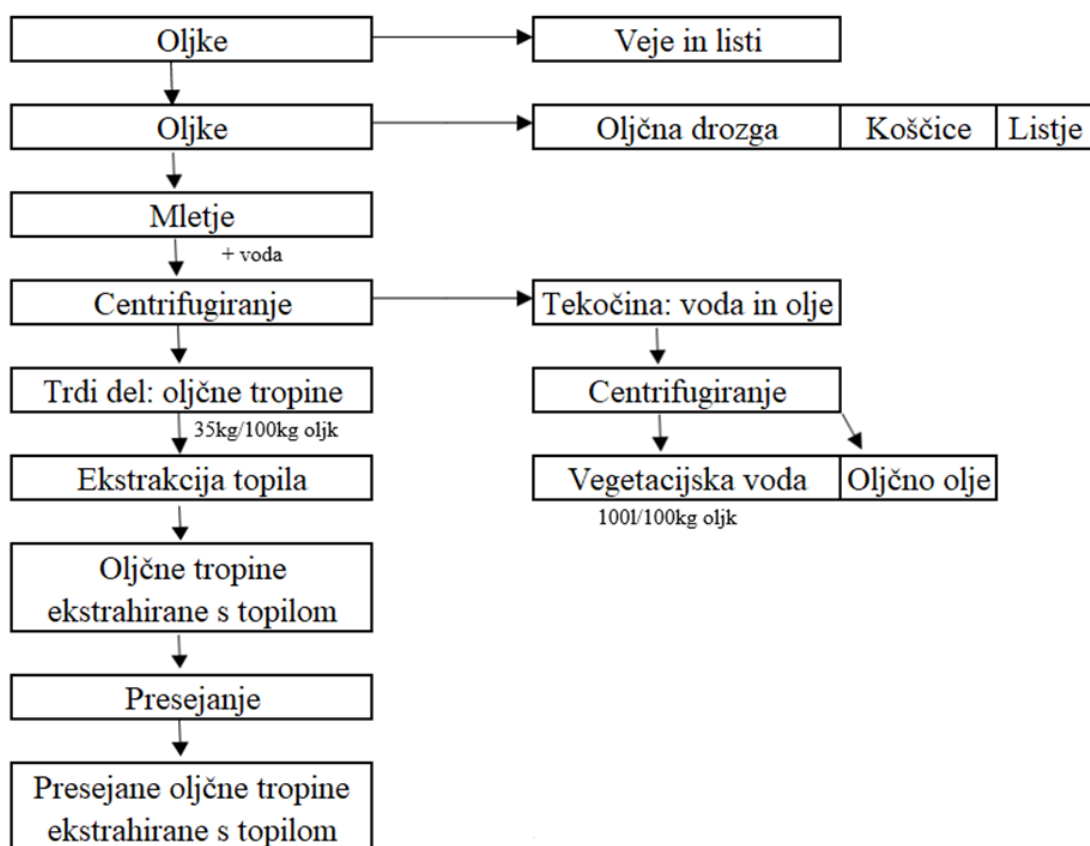 Oljke
Veje in listi
Oljke
Oljčna drozga
Koščice
Listje
Mletje
+ voda
Centrifugiranje
Tekočina: voda in olje
Trdi del: oljčne tropine
Centrifugiranje
35kg/100kg oljk
Ekstrakcija topila
Vegetacijska voda
Oljčno olje
100l/100kg oljk
Oljčne tropine
ekstrahirane s topilom
Presejanje
Presejane oljčne tropine
ekstrahirane s topilom